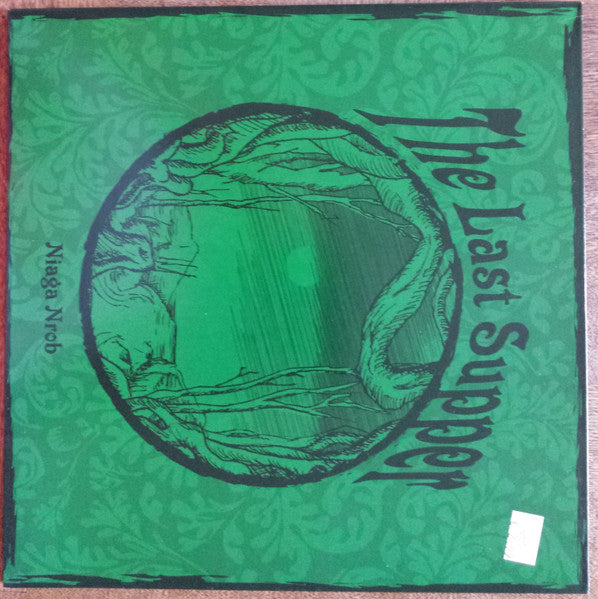 The Last Supper
Niaga Nrob